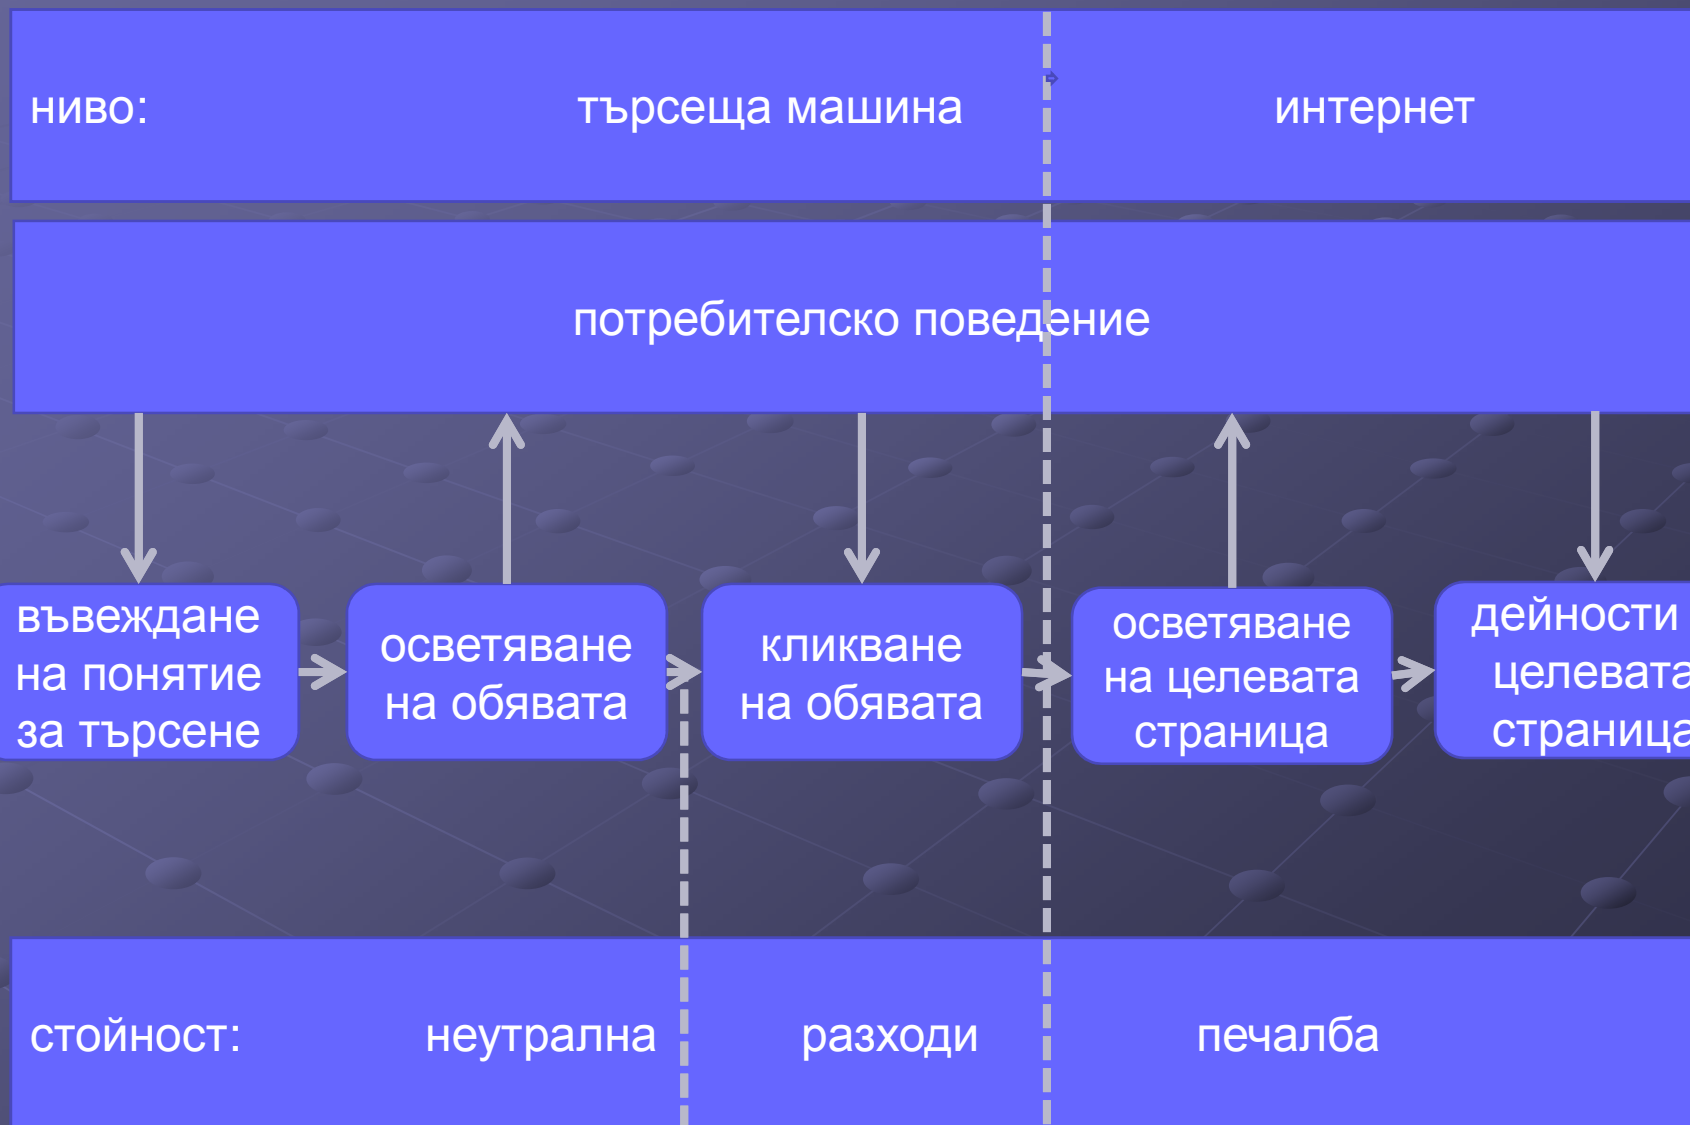 ниво: търсеща машина интернет
потребителско поведение
въвеждане
на понятие
за търсене
осветяване
на обявата
кликване
на обявата
осветяване
на целевата
страница
дейности
целевата
страница
стойност: неутрална разходи печалба